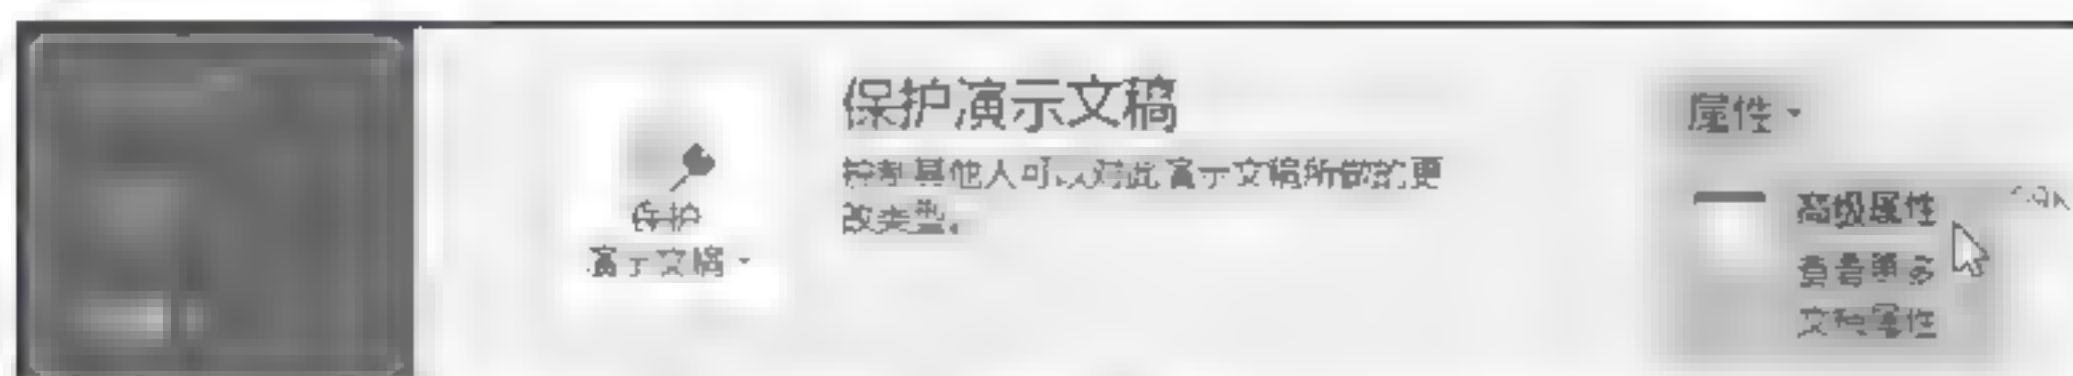 保护演示文稿
控制其他人可以对此演示文稿所做的更
改类型。
保护
演示文稿
属性
高级属性
查看更多
文稿属性